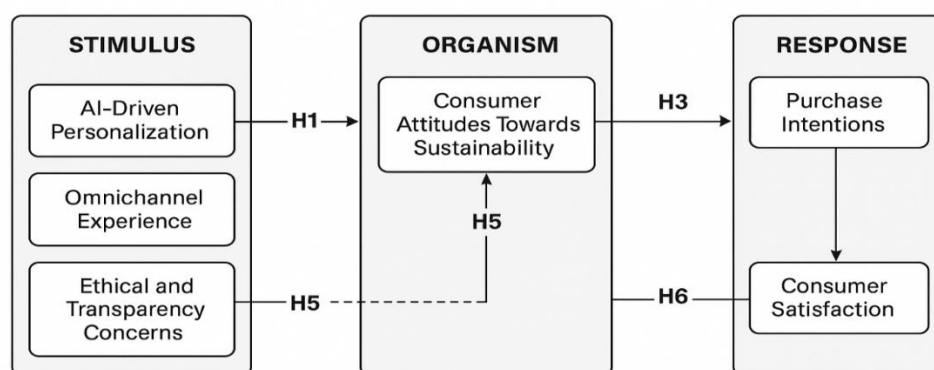 STIMULUS
AI-Driven
Personalization
Omnichannel
Experience
Ethical and
Transparency
Concerns
H1
H5
ORGANISM
Consumer
Attitudes Towards
Sustainability
H5
H3
H6
RESPONSE
Purchase
Intentions
Consumer
Satisfaction